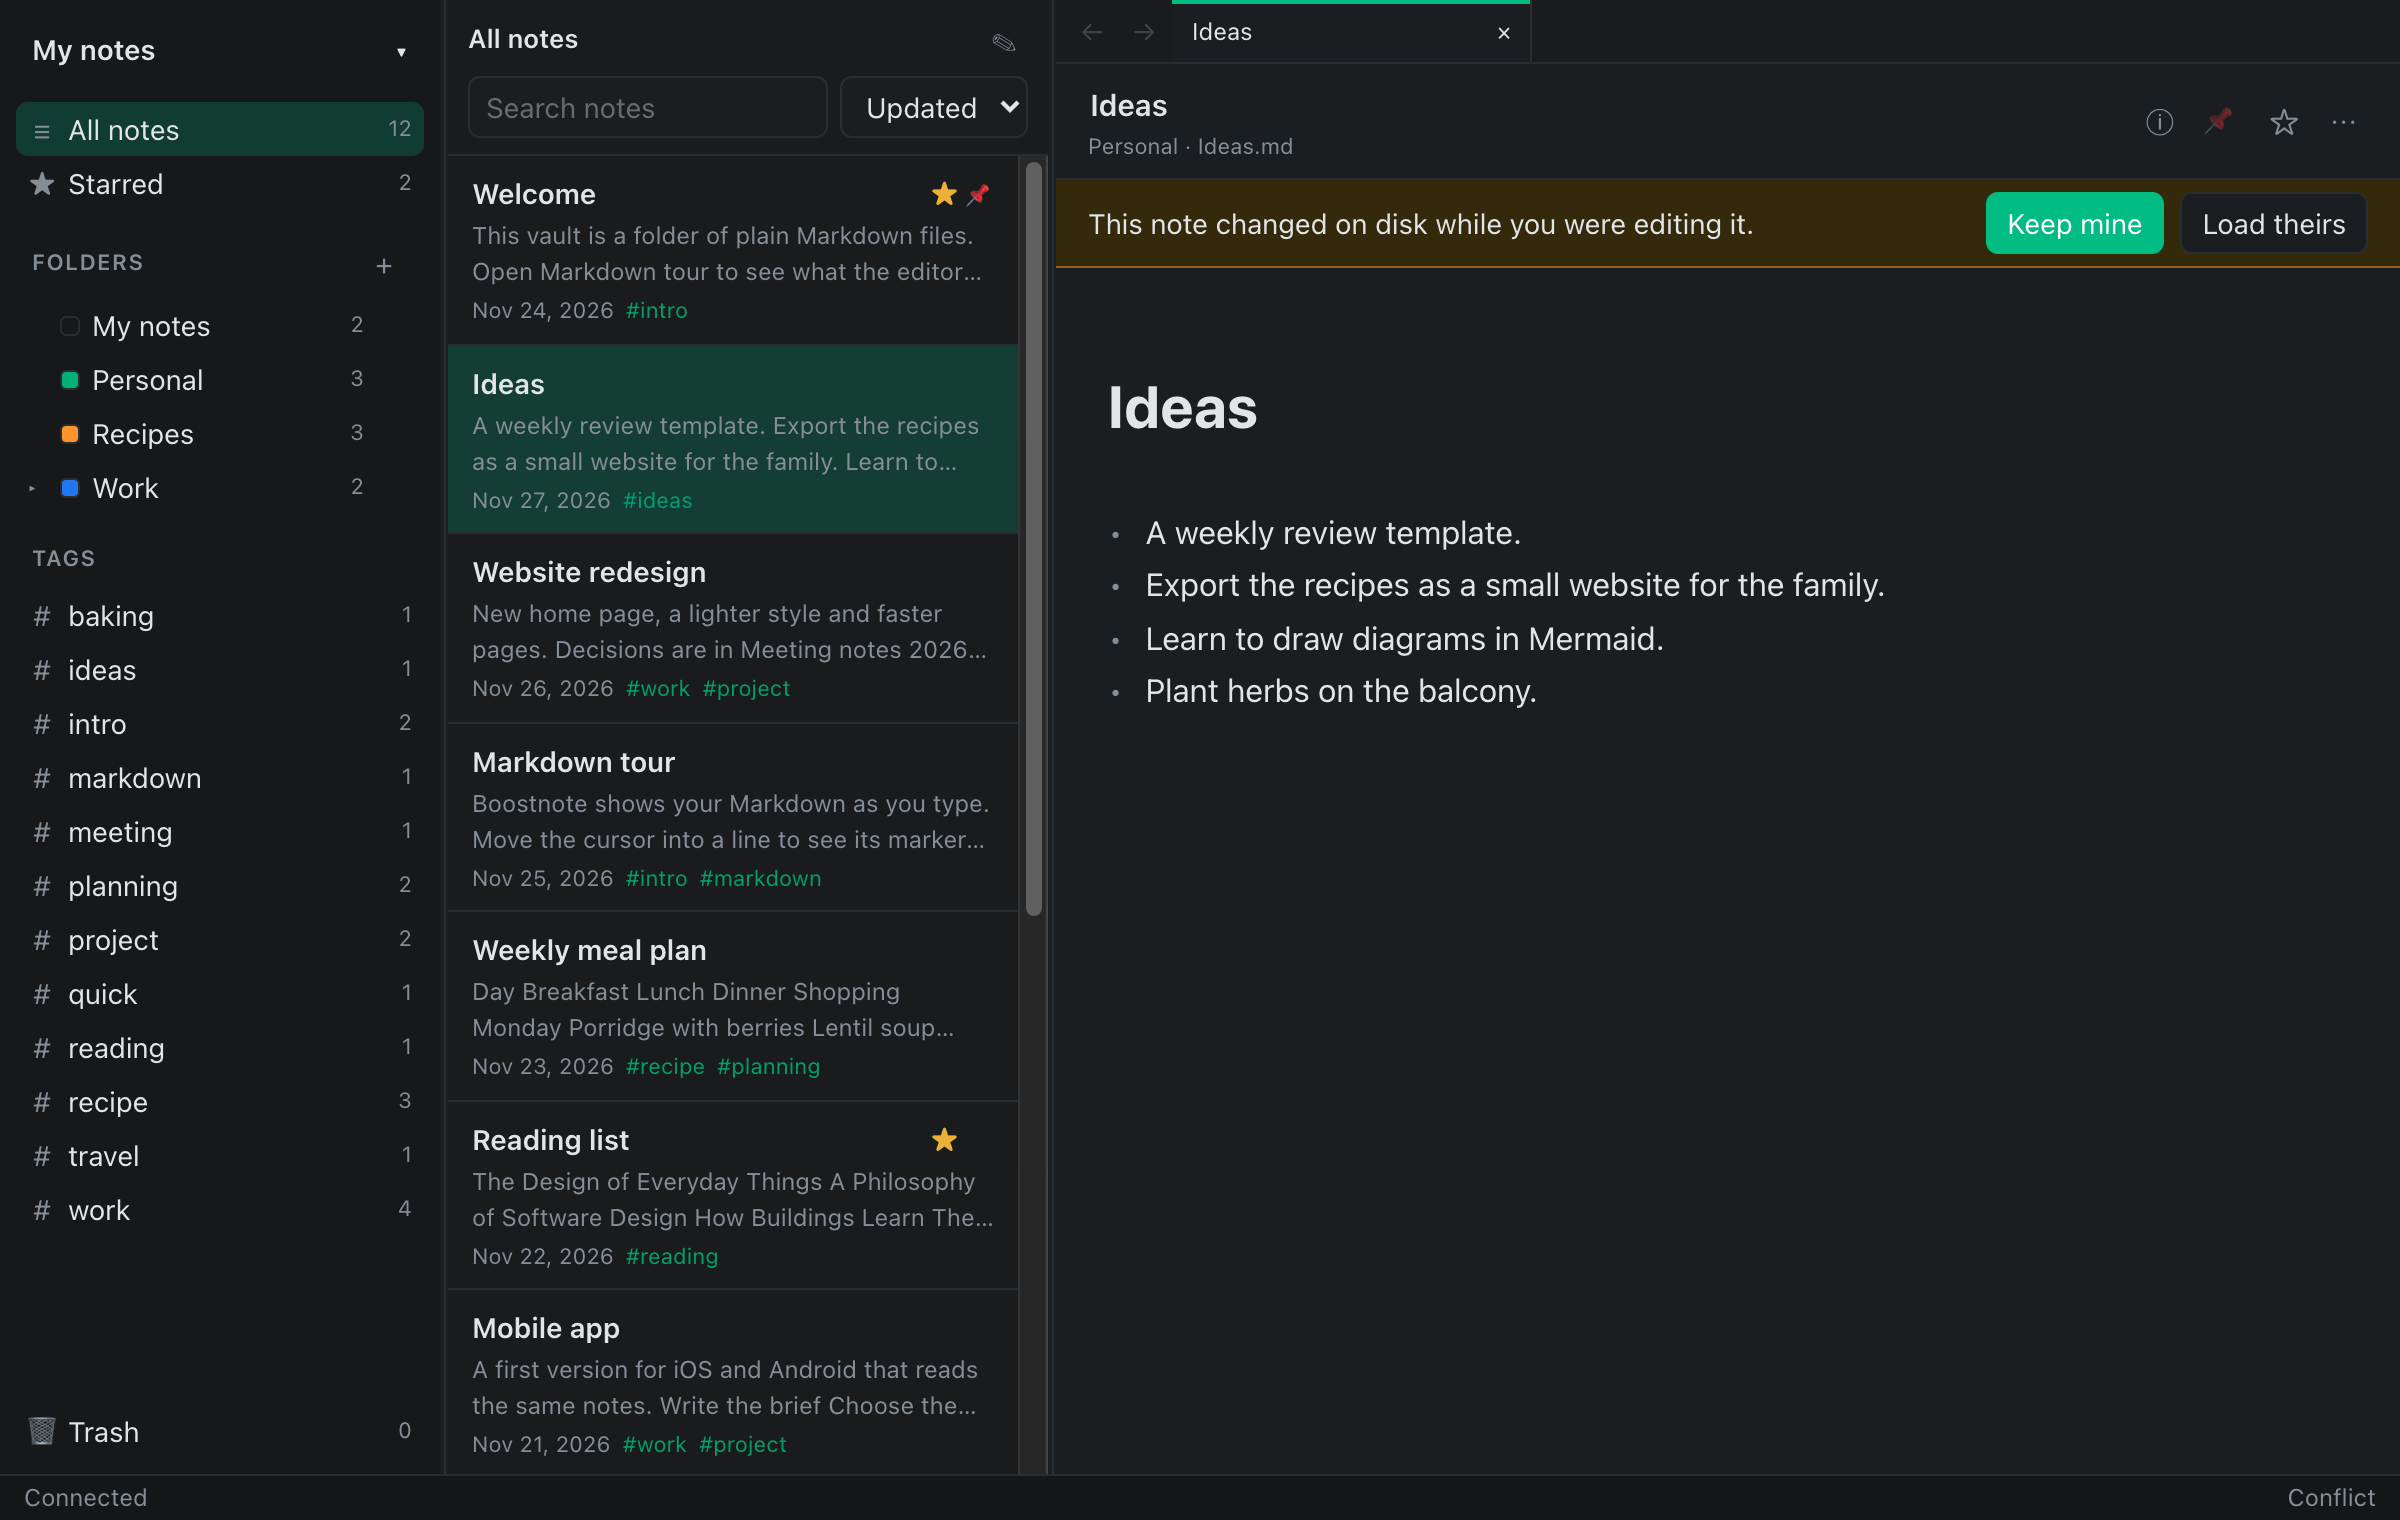 My notes
All notes 12
Starred 2
FOLDERS
My notes 2
Personal 3
Recipes 3
Work 2
TAGS
# baking 1
# ideas 1
# intro 2
# markdown 1
# meeting 1
# planning 2
# project 2
# quick 1
# reading 1
# recipe 3
# travel 1
# work 4
Trash 0
All notes
Search notes
Updated
Welcome
This vault is a folder of plain Markdown files.
Open Markdown tour to see what the editor...
Nov 24, 2026 #intro
Ideas
A weekly review template. Export the recipes
as a small website for the family. Learn to...
Nov 27, 2026 #ideas
Website redesign
New home page, a lighter style and faster
pages. Decisions are in Meeting notes 2026...
Nov 26, 2026 #work #project
Markdown tour
Boostnote shows your Markdown as you type.
Move the cursor into a line to see its marker...
Nov 25, 2026 #intro #markdown
Weekly meal plan
Day Breakfast Lunch Dinner Shopping
Monday Porridge with berries Lentil soup...
Nov 23, 2026 #recipe #planning
Reading list
The Design of Everyday Things A Philosophy
of Software Design How Buildings Learn The...
Nov 22, 2026 #reading
Mobile app
A first version for iOS and Android that reads
the same notes. Write the brief Choose the...
Nov 21, 2026 #work #project
Ideas
Ideas
Personal · Ideas.md
This note changed on disk while you were editing it.
Keep mine
Load theirs
Ideas
• A weekly review template.
• Export the recipes as a small website for the family.
• Learn to draw diagrams in Mermaid.
• Plant herbs on the balcony.
Connected
Conflict